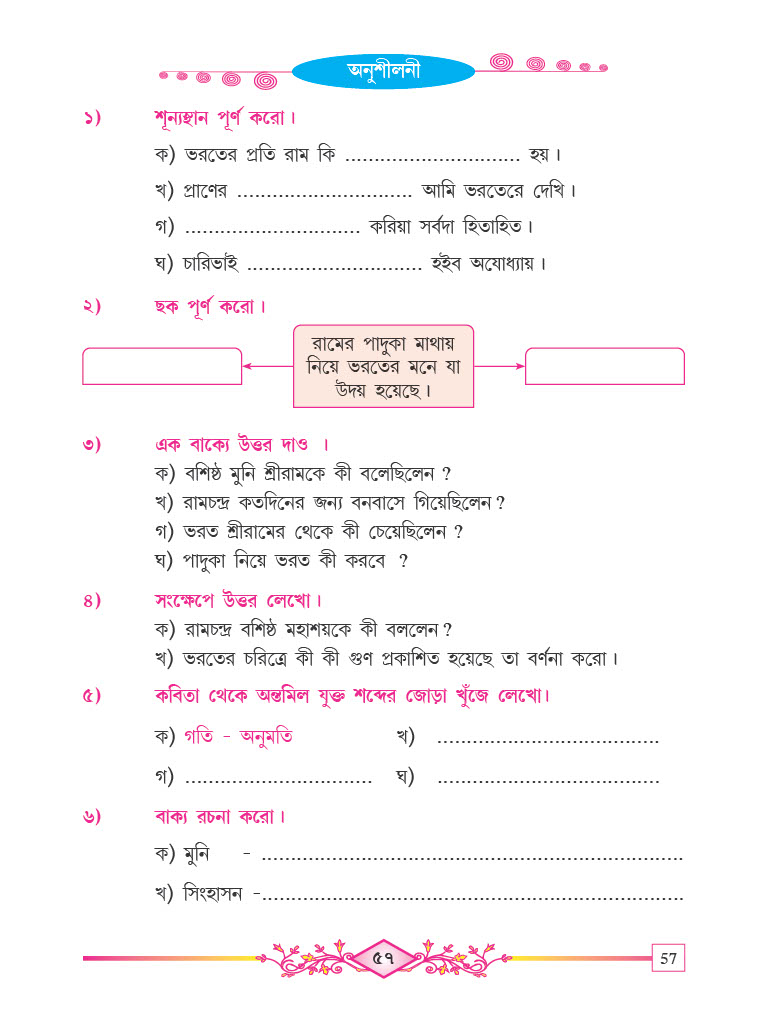 অনুশীলনী
১) শূন্যস্থান পূর্ণ করো।
ক) ভরতের প্রতি রাম কি .............................. হয়।
খ) প্রাণের .............................. আমি ভরতেরে দেখি।
গ) .............................. করিয়া সর্বদা হিতাহিত।
ঘ) চারিভাই .............................. হইব অযোধ্যায়।
২) ছক পূর্ণ করো।
রামের পাদুকা মাথায়
নিয়ে ভরতের মনে যা
উদয় হয়েছে।
৩) এক বাক্যে উত্তর দাও ।
ক) বশিষ্ঠ মুনি শ্রীরামকে কী বলেছিলেন ?
খ) রামচন্দ্র কতদিনের জন্য বনবাসে গিয়েছিলেন ?
গ) ভরত শ্রীরামের থেকে কী চেয়েছিলেন ?
ঘ) পাদুকা নিয়ে ভরত কী করবে ?
৪) সংক্ষেপে উত্তর লেখো।
ক) রামচন্দ্র বশিষ্ঠ মহাশয়কে কী বললেন ?
খ) ভরতের চরিত্রে কী কী গুণ প্রকাশিত হয়েছে তা বর্ণনা করো।
৫) কবিতা থেকে অন্তমিল যুক্ত শব্দের জোড়া খুঁজে লেখো।
ক) গতি - অনুমতি খ) ......................................
গ) ................................ ঘ) ......................................
৬) বাক্য রচনা করো।
ক) মুনি - ........................................................................
খ) সিংহাসন -........................................................................
৫৭
57